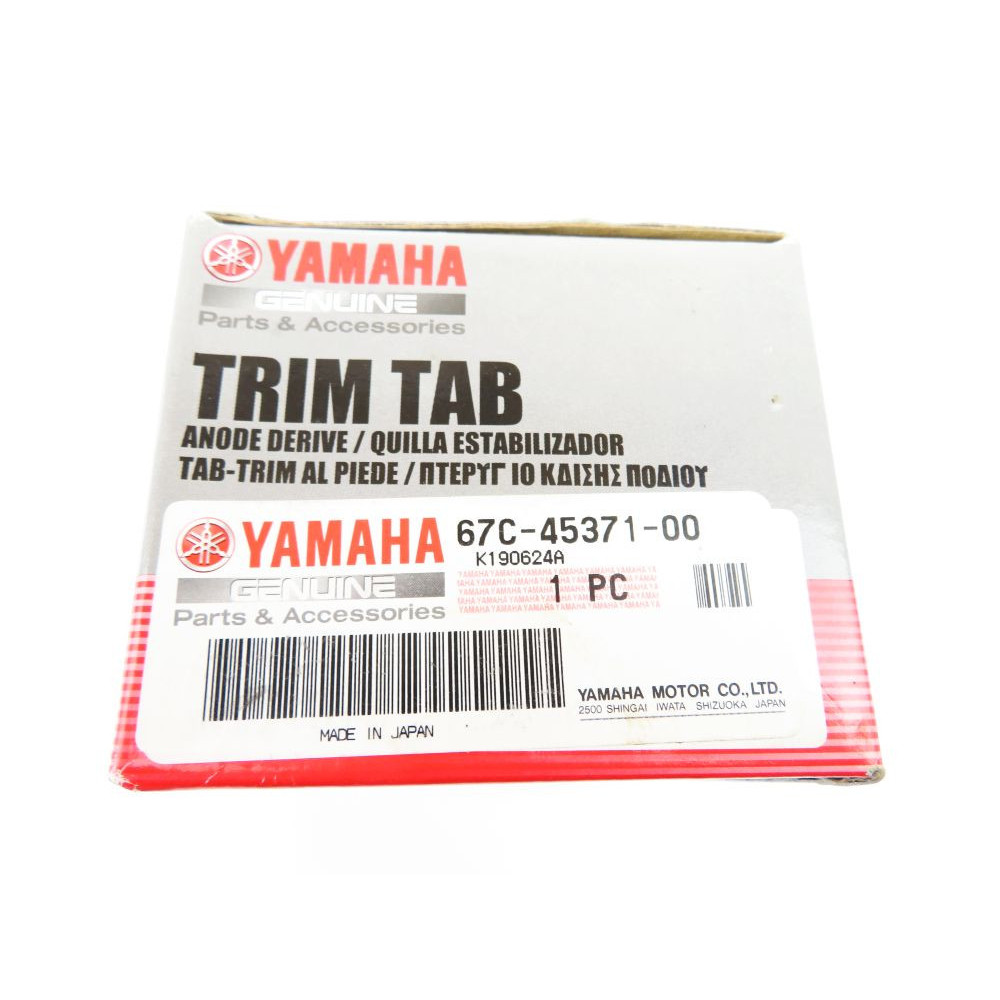 YAMAHA
GENUINE
Parts & Accessories
TRIM TAB
ANODE DERIVE / QUILLA ESTABILIZADOR
TAB-TRIM AL PIEDE / ΠΤΕΡΥΓ ΙΟ ΚΛΙΣΗΣ ΠΟΔΙΟΥ
YAMAHA 67C-45371-00
K190624A
GENUINE
1 PC
Parts & Accessories
YAMAHA MOTOR CO.,LTD.
2500 SHINGAI IWATA SHIZUOKA JAPAN
MADE IN JAPAN